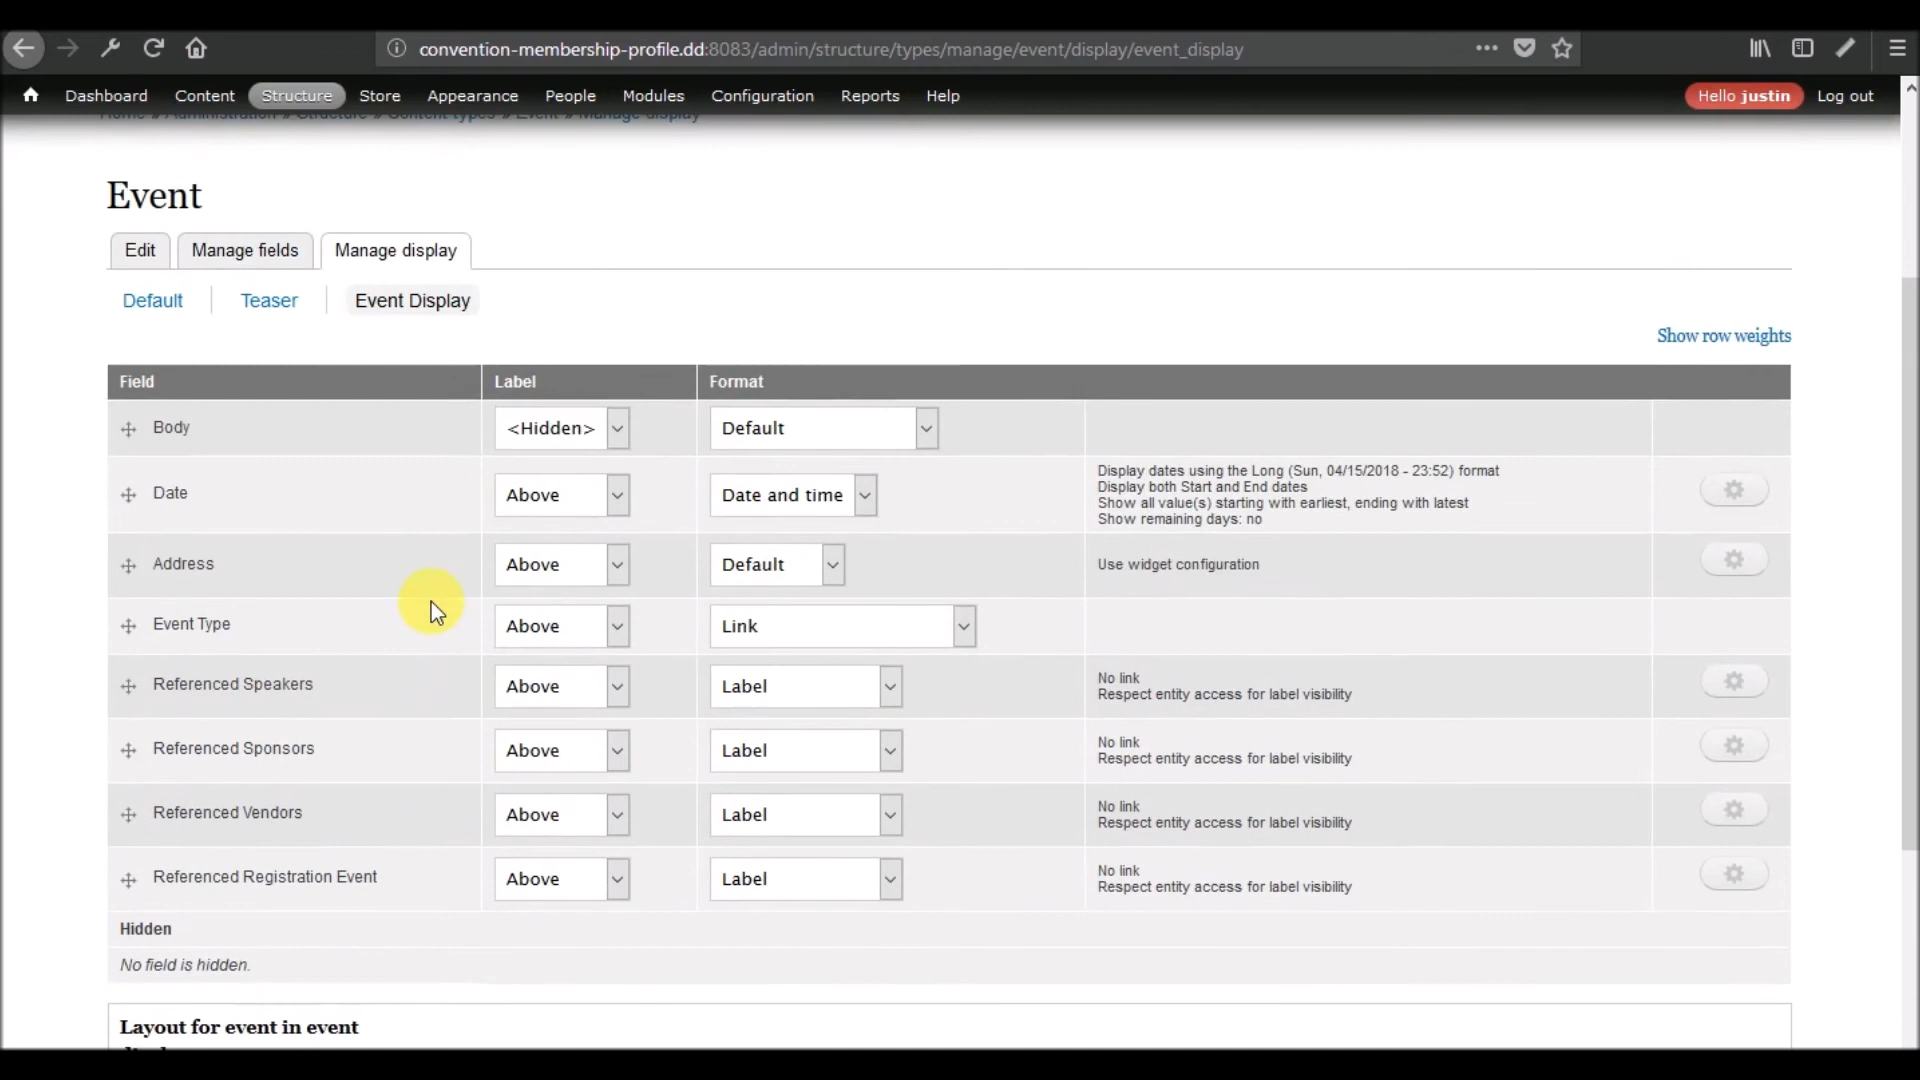 convention-membership-profile.dd:8083/admin/structure/types/manage/event/display/event_display
Dashboard Content Structure Store Appearance People Modules Configuration Reports Help Hello justin Log out
Home » Administration » Structure » Content types » Event » Manage display
Event
Edit Manage fields Manage display
Default Teaser Event Display
Show row weights
Field Label Format
Body <Hidden> Default
Date Above Date and time
Display dates using the Long (Sun, 04/15/2018 - 23:52) format
Display both Start and End dates
Show all value(s) starting with earliest, ending with latest
Show remaining days: no
Address Above Default Use widget configuration
Event Type Above Link
Referenced Speakers Above Label
No link
Respect entity access for label visibility
Referenced Sponsors Above Label
No link
Respect entity access for label visibility
Referenced Vendors Above Label
No link
Respect entity access for label visibility
Referenced Registration Event Above Label
No link
Respect entity access for label visibility
Hidden
No field is hidden.
Layout for event in event